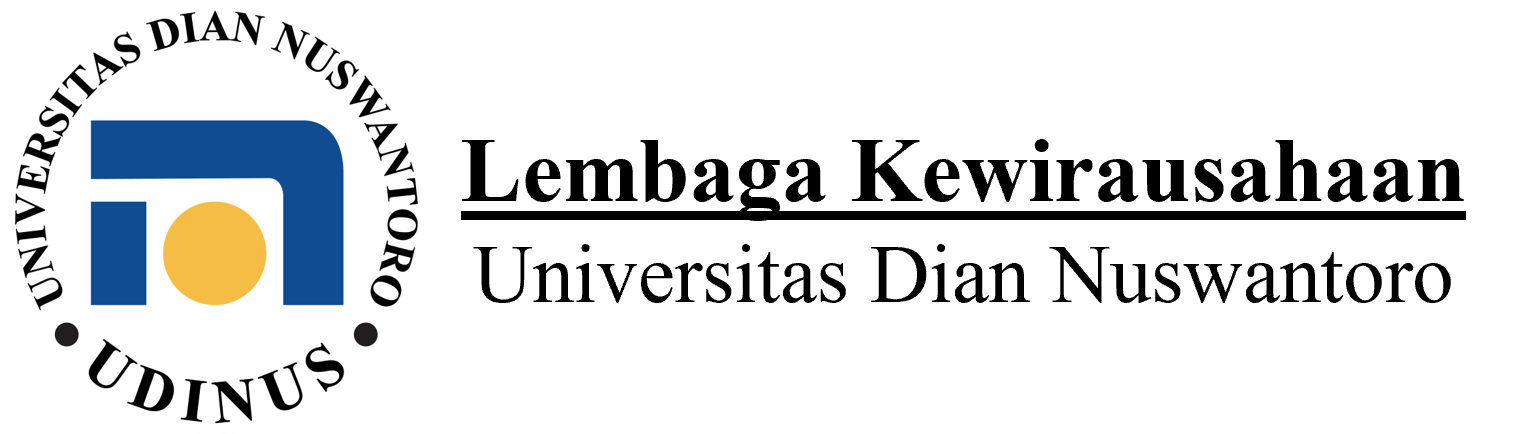 UNIVERSITAS DIAN NUSWANTORO
UDINUS
Lembaga Kewirausahaan
Universitas Dian Nuswantoro